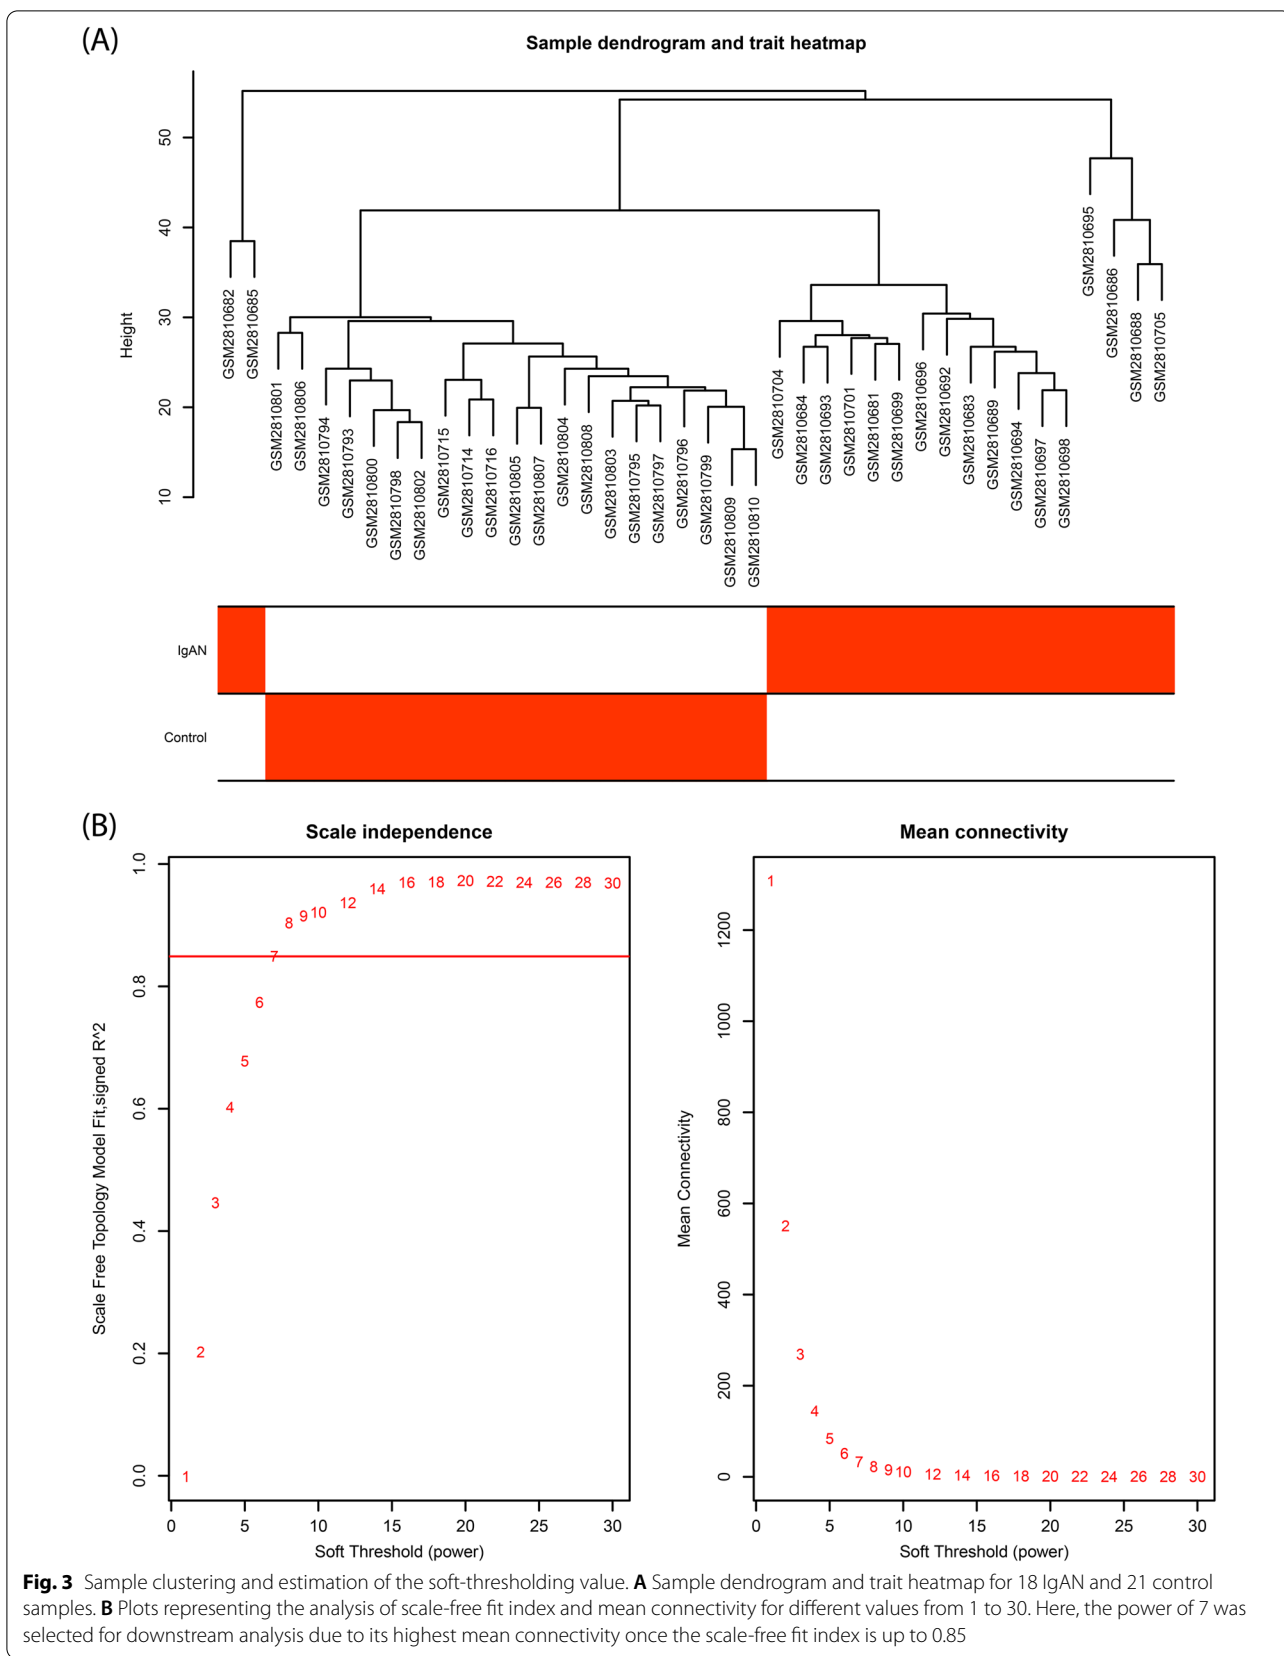 (A)
Sample dendrogram and trait heatmap
Height
50
40
30
20
10
GSM2810682
GSM2810685
GSM2810801
GSM2810806
GSM2810794
GSM2810793
GSM2810800
GSM2810798
GSM2810802
GSM2810715
GSM2810714
GSM2810716
GSM2810805
GSM2810807
GSM2810804
GSM2810808
GSM2810803
GSM2810795
GSM2810797
GSM2810796
GSM2810799
GSM2810809
GSM2810810
GSM2810704
GSM2810684
GSM2810693
GSM2810701
GSM2810681
GSM2810699
GSM2810696
GSM2810692
GSM2810683
GSM2810689
GSM2810694
GSM2810697
GSM2810698
GSM2810695
GSM2810686
GSM2810688
GSM2810705
IgAN
Control
(B)
Scale independence
Scale Free Topology Model Fit,signed R^2
1.0
0.8
0.6
0.4
0.2
0.0
1
2
3
4
5
6
7
8
9
10
12
14
16
18
20
22
24
26
28
30
0 5 10 15 20 25 30
Soft Threshold (power)
Mean connectivity
Mean Connectivity
1200
1000
800
600
400
200
0
1
2
3
4
5
6
7
8
9
10
12
14
16
18
20
22
24
26
28
30
0 5 10 15 20 25 30
Soft Threshold (power)
Fig. 3 Sample clustering and estimation of the soft-thresholding value. A Sample dendrogram and trait heatmap for 18 IgAN and 21 control
samples. B Plots representing the analysis of scale-free fit index and mean connectivity for different values from 1 to 30. Here, the power of 7 was
selected for downstream analysis due to its highest mean connectivity once the scale-free fit index is up to 0.85